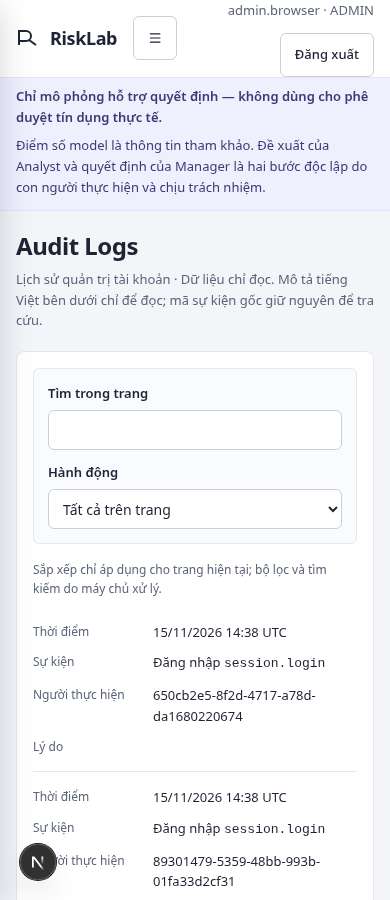 admin.browser · ADMIN
RiskLab
Đăng xuất
Chỉ mô phỏng hỗ trợ quyết định — không dùng cho phê
duyệt tín dụng thực tế.
Điểm số model là thông tin tham khảo. Đề xuất của
Analyst và quyết định của Manager là hai bước độc lập do
con người thực hiện và chịu trách nhiệm.
Audit Logs
Lịch sử quản trị tài khoản · Dữ liệu chỉ đọc. Mô tả tiếng
Việt bên dưới chỉ để đọc; mã sự kiện gốc giữ nguyên để tra
cứu.
Tìm trong trang
Hành động
Tất cả trên trang
Sắp xếp chỉ áp dụng cho trang hiện tại; bộ lọc và tìm
kiếm do máy chủ xử lý.
Thời điểm 15/11/2026 14:38 UTC
Sự kiện Đăng nhập session.login
Người thực hiện 650cb2e5-8f2d-4717-a78d-
da1680220674
Lý do
Thời điểm 15/11/2026 14:38 UTC
Sự kiện Đăng nhập session.login
thực hiện 89301479-5359-48bb-993b-
01fa33d2cf31
N